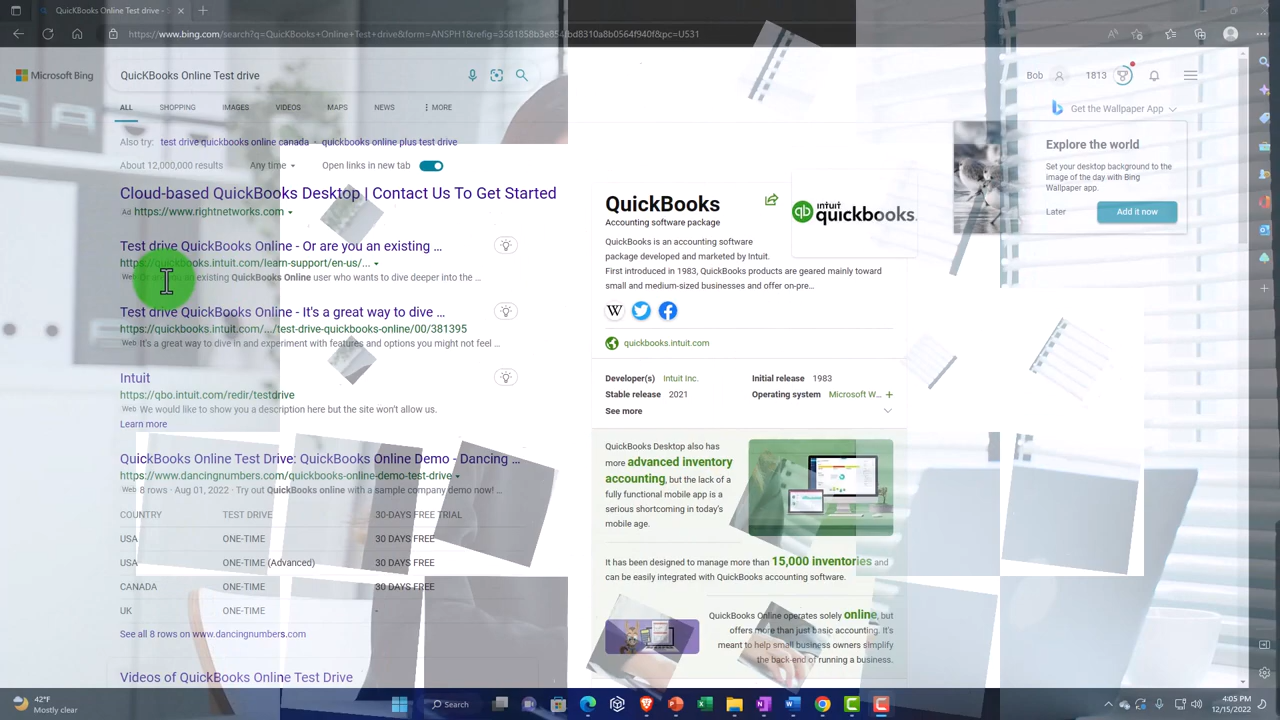 QuicKBooks Online Test dri
https://www.bing.com/search?q=QuicKBooks+Online+Test+drive&form=ANSPH1&refig=
pc=U531
Microsoft Bing
QuicKBooks Online Test drive
Bob
1813
ALL
SHOPPING
IMAGES
VIDEOS
MAPS
NEWS
MORE
Get the Wallpaper App
Also try: test drive quickbooks online canada · quickbooks online plus test drive
About 12,000,000 results
Any time
Open links in new tab
Explore the world
Set your desktop background to the
image of the day with Bing
Wallpaper app.
Later
Add it now
Cloud-based QuickBooks Desktop | Contact Us To Get Started
Ad https://www.rightnetworks.com
Test drive QuickBooks Online - Or are you an existing ...
https://quickbooks.intuit.com/learn-support/en-us/...
Web Or are you an existing QuickBooks Online user who wants to dive deeper into the ...
Test drive QuickBooks Online - It's a great way to dive ...
https://quickbooks.intuit.com/.../test-drive-quickbooks-online/00/381395
Web It's a great way to dive in and experiment with features and options you might not feel ...
Intuit
https://qbo.intuit.com/redir/testdrive
Web We would like to show you a description here but the site won't allow us.
Learn more
QuickBooks Online Test Drive: QuickBooks Online Demo - Dancing ...
https://www.dancingnumbers.com/quickbooks-online-demo-test-drive
Web 8 rows · Aug 01, 2022 · Try out QuickBooks online with a sample company demo now! ...
COUNTRY TEST DRIVE 30-DAYS FREE TRIAL
USA ONE-TIME 30 DAYS FREE
USA ONE-TIME (Advanced) 30 DAYS FREE
CANADA ONE-TIME 30 DAYS FREE
UK ONE-TIME -
See all 8 rows on www.dancingnumbers.com
Videos of QuickBooks Online Test Drive
QuickBooks
Accounting software package
intuit
quickbooks.
QuickBooks is an accounting software
package developed and marketed by Intuit.
First introduced in 1983, QuickBooks products are geared mainly toward
small and medium-sized businesses and offer on-pre...
W
quickbooks.intuit.com
Developer(s) Intuit Inc.
Initial release 1983
Stable release 2021
Operating system Microsoft W...
See more
QuickBooks Desktop also has
more advanced inventory
accounting, but the lack of a
fully functional mobile app is a
serious shortcoming in today's
mobile age.
It has been designed to manage more than 15,000 inventories and
can be easily integrated with QuickBooks accounting software.
QuickBooks Online operates solely online, but
offers more than just basic accounting. It's
meant to help small business owners simplify
the back-end of running a business.
42°F
Mostly clear
Search
9:05 AM
12/15/2022